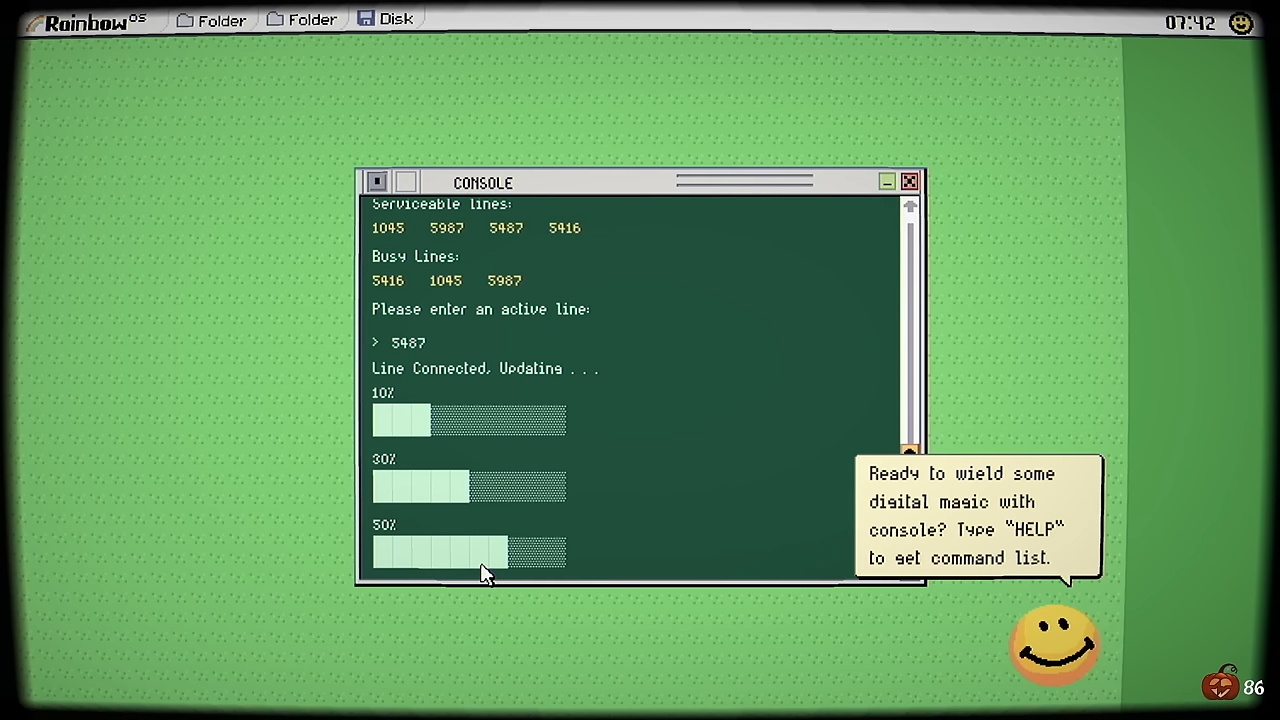 RainbowOS Folder Folder Disk 07:42
CONSOLE
Serviceable lines:
1045 5987 5487 5416
Busy Lines:
5416 1045 5987
Please enter an active line:
> 5487
Line Connected, Updating . . .
10%
30%
50%
Ready to wield some
digital magic with
console? Type "HELP"
to get command list.
86